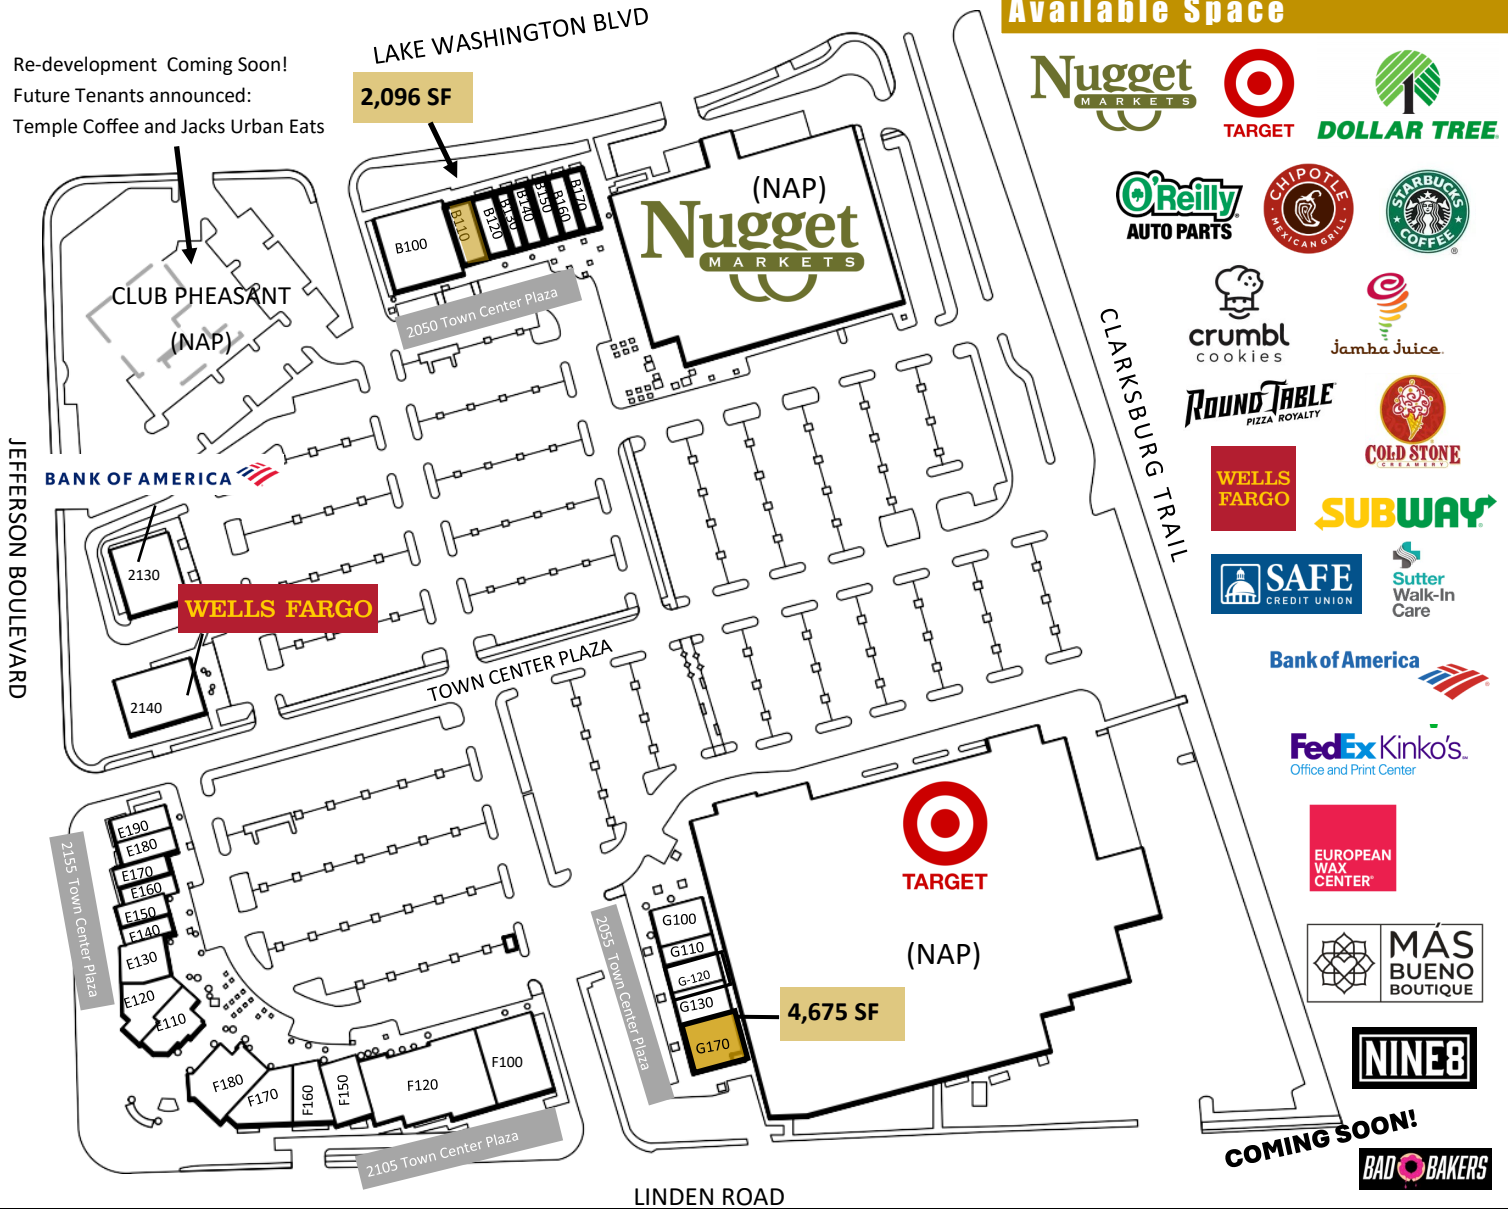 Available Space
LAKE WASHINGTON BLVD
Re-development Coming Soon!
Future Tenants announced:
Temple Coffee and Jacks Urban Eats
2,096 SF
CLUB PHEASANT
(NAP)
B100
B110
B120
B130
B140
B150
B160
B170
2050 Town Center Plaza
(NAP)
Nugget
MARKETS
JEFFERSON BOULEVARD
BANK OF AMERICA
2130
WELLS FARGO
2140
TOWN CENTER PLAZA
CLARKSBURG TRAIL
E190
E180
E170
E160
E150
E140
E130
E120
E110
2155 Town Center Plaza
F180
F170
F160
F150
F120
F100
2105 Town Center Plaza
2055 Town Center Plaza
G100
G110
G-120
G130
G170
4,675 SF
TARGET
(NAP)
LINDEN ROAD
Nugget
MARKETS
TARGET
DOLLAR TREE
O'Reilly
AUTO PARTS
CHIPOTLE
MEXICAN GRILL
STARBUCKS
COFFEE
crumbl
cookies
Jamba Juice
ROUND TABLE
PIZZA ROYALTY
COLD STONE
CREAMERY
WELLS
FARGO
SUBWAY
SAFE
CREDIT UNION
Sutter
Walk-In
Care
Bank of America
FedEx Kinko's
Office and Print Center
EUROPEAN
WAX
CENTER
MÁS
BUENO
BOUTIQUE
NINE8
COMING SOON!
BAD BAKERS